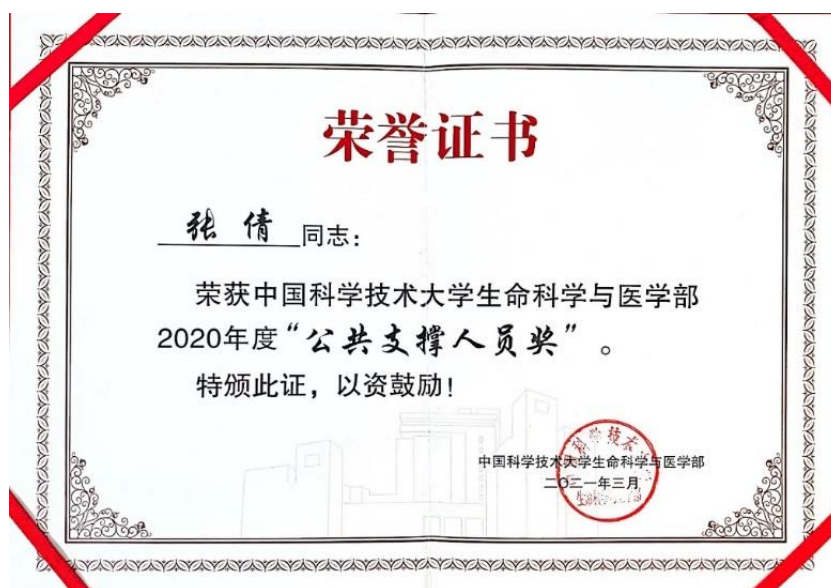 荣誉证书
张倩 同志：
荣获中国科学技术大学生命科学与医学部
2020年度“公共支撑人员奖”。
特颁此证，以资鼓励！
中国科学技术大学生命科学与医学部
二〇二一年三月